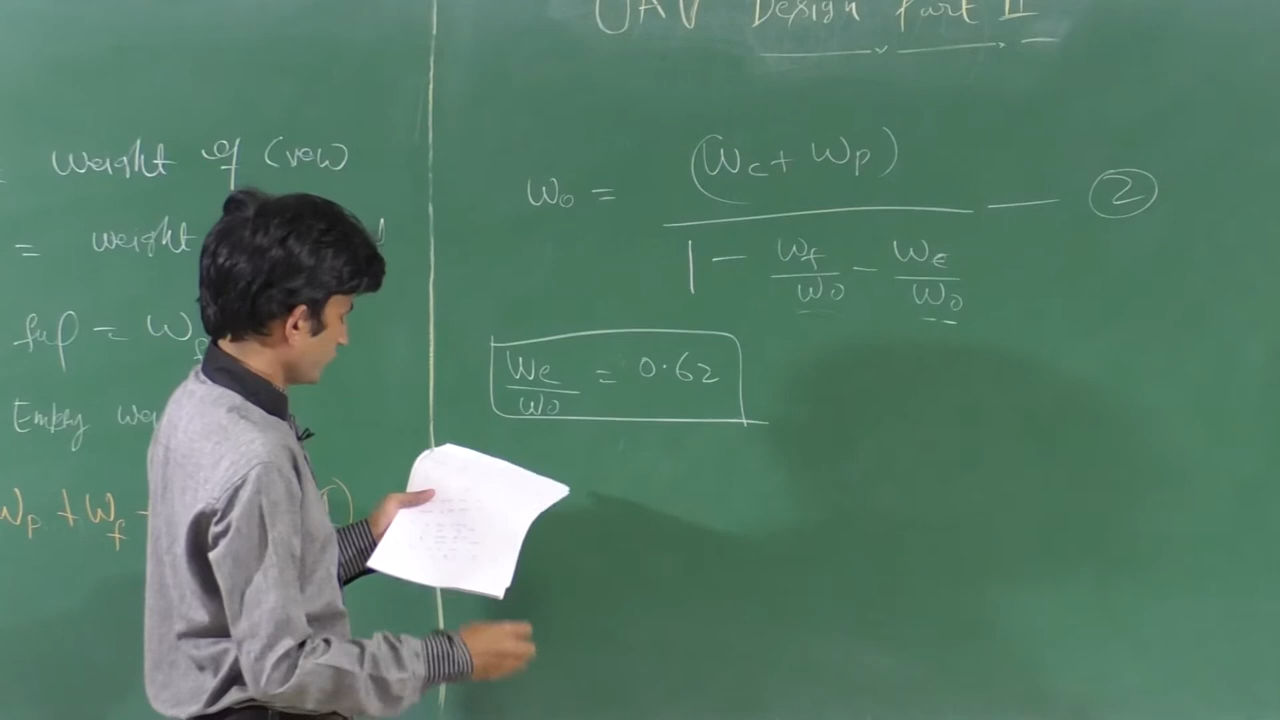 UAV Design Part II
= weight of Crew
= weight
fuel = W
Empty we
Wp + Wf -
W0 = (Wc + Wp) / (1 - Wf/W0 - WE/W0) — 2
We/W0 = 0.62